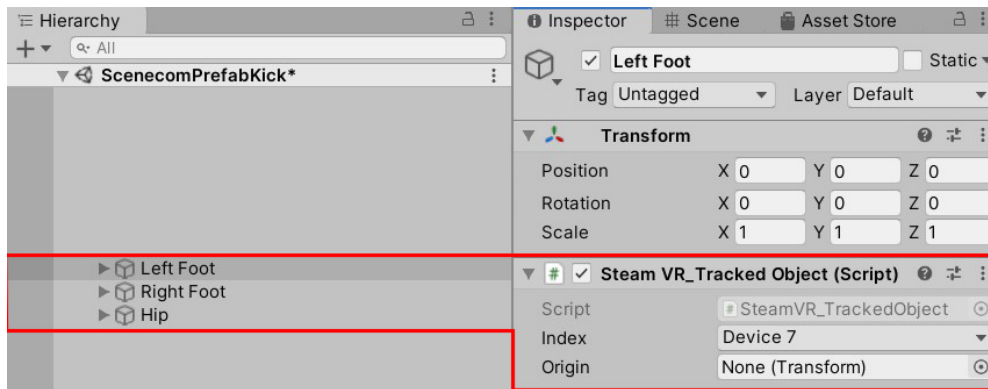 Hierarchy
All
ScenecomPrefabKick*
Left Foot
Right Foot
Hip
Inspector
Scene
Asset Store
Left Foot
Static
Tag Untagged
Layer Default
Transform
Position X 0 Y 0 Z 0
Rotation X 0 Y 0 Z 0
Scale X 1 Y 1 Z 1
# Steam VR_Tracked Object (Script)
Script # SteamVR_TrackedObject
Index Device 7
Origin None (Transform)